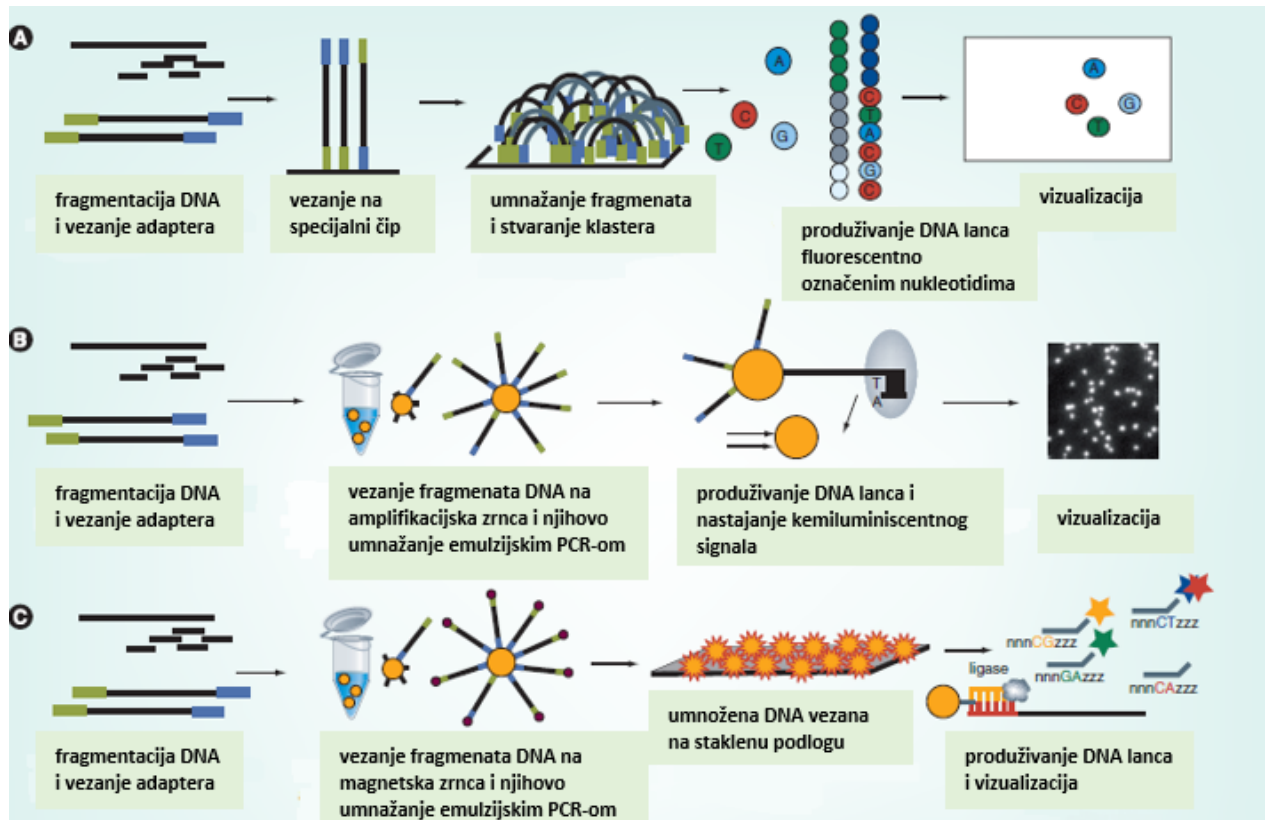 A
A
C
G
T
C
T
A
C
G
C
A
C
G
T
fragmentacija DNA
i vezanje adaptera
vezanje na
specijalni čip
umnažanje fragmenata
i stvaranje klastera
produživanje DNA lanca
fluorescentno
označenim nukleotidima
vizualizacija
B
T
A
fragmentacija DNA
i vezanje adaptera
vezanje fragmenata DNA na
amplifikacijska zrnca i njihovo
umnažanje emulzijskim PCR-om
produživanje DNA lanca i
nastajanje kemiluminiscentnog
signala
vizualizacija
C
nnnCGzzz
nnnCTzzz
ligase
nnnGAzzz
nnnCAzzz
fragmentacija DNA
i vezanje adaptera
vezanje fragmenata DNA na
magnetska zrnca i njihovo
umnažanje emulzijskim PCR-om
umnožena DNA vezana
na staklenu podlogu
produživanje DNA lanca
i vizualizacija